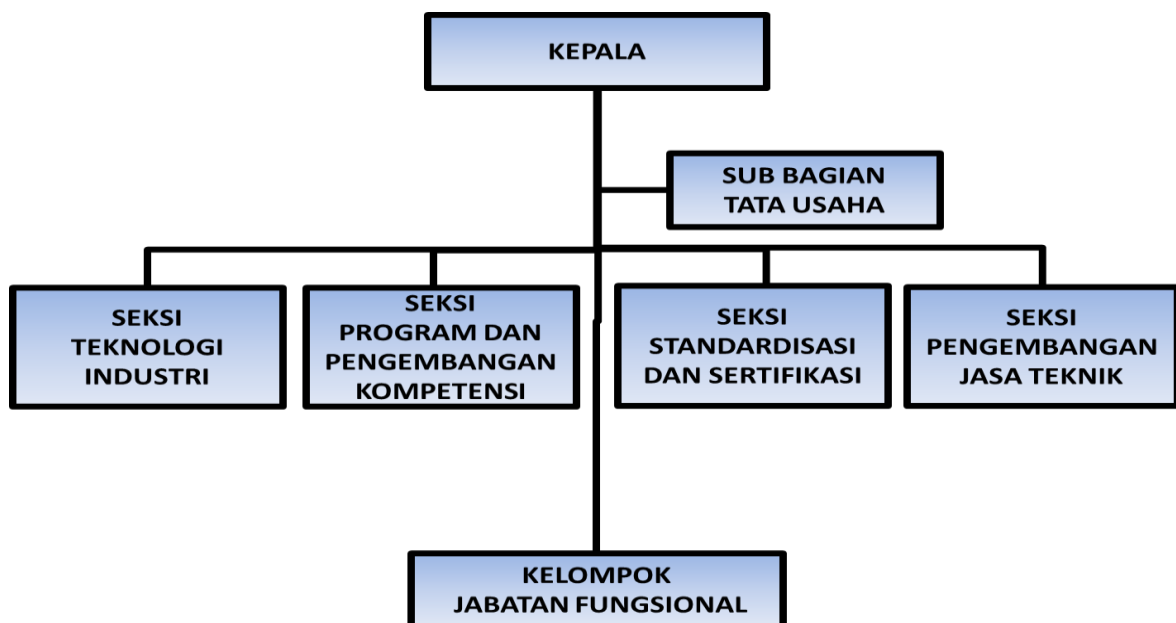 KEPALA
SUB BAGIAN
TATA USAHA
SEKSI
TEKNOLOGI
INDUSTRI
SEKSI
PROGRAM DAN
PENGEMBANGAN
KOMPETENSI
SEKSI
STANDARDISASI
DAN SERTIFIKASI
SEKSI
PENGEMBANGAN
JASA TEKNIK
KELOMPOK
JABATAN FUNGSIONAL